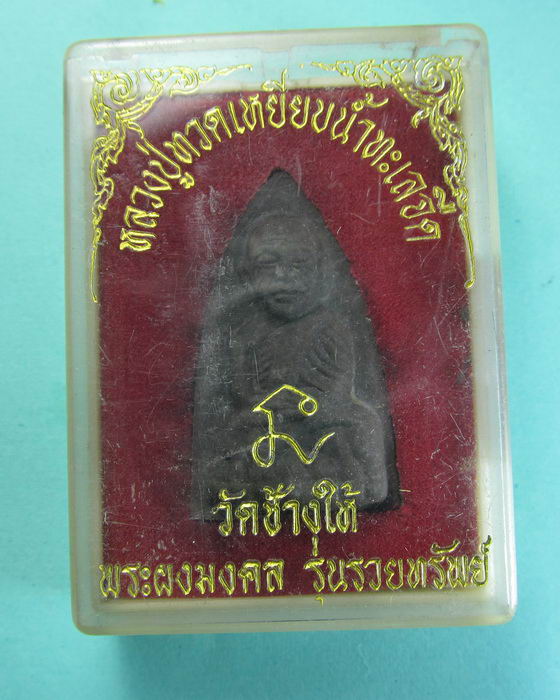 หลวงปู่ทวดเหยียบน้ำทะเลจืด
วัดช้างให้
พระผงมงคล รุ่นรวยทรัพย์